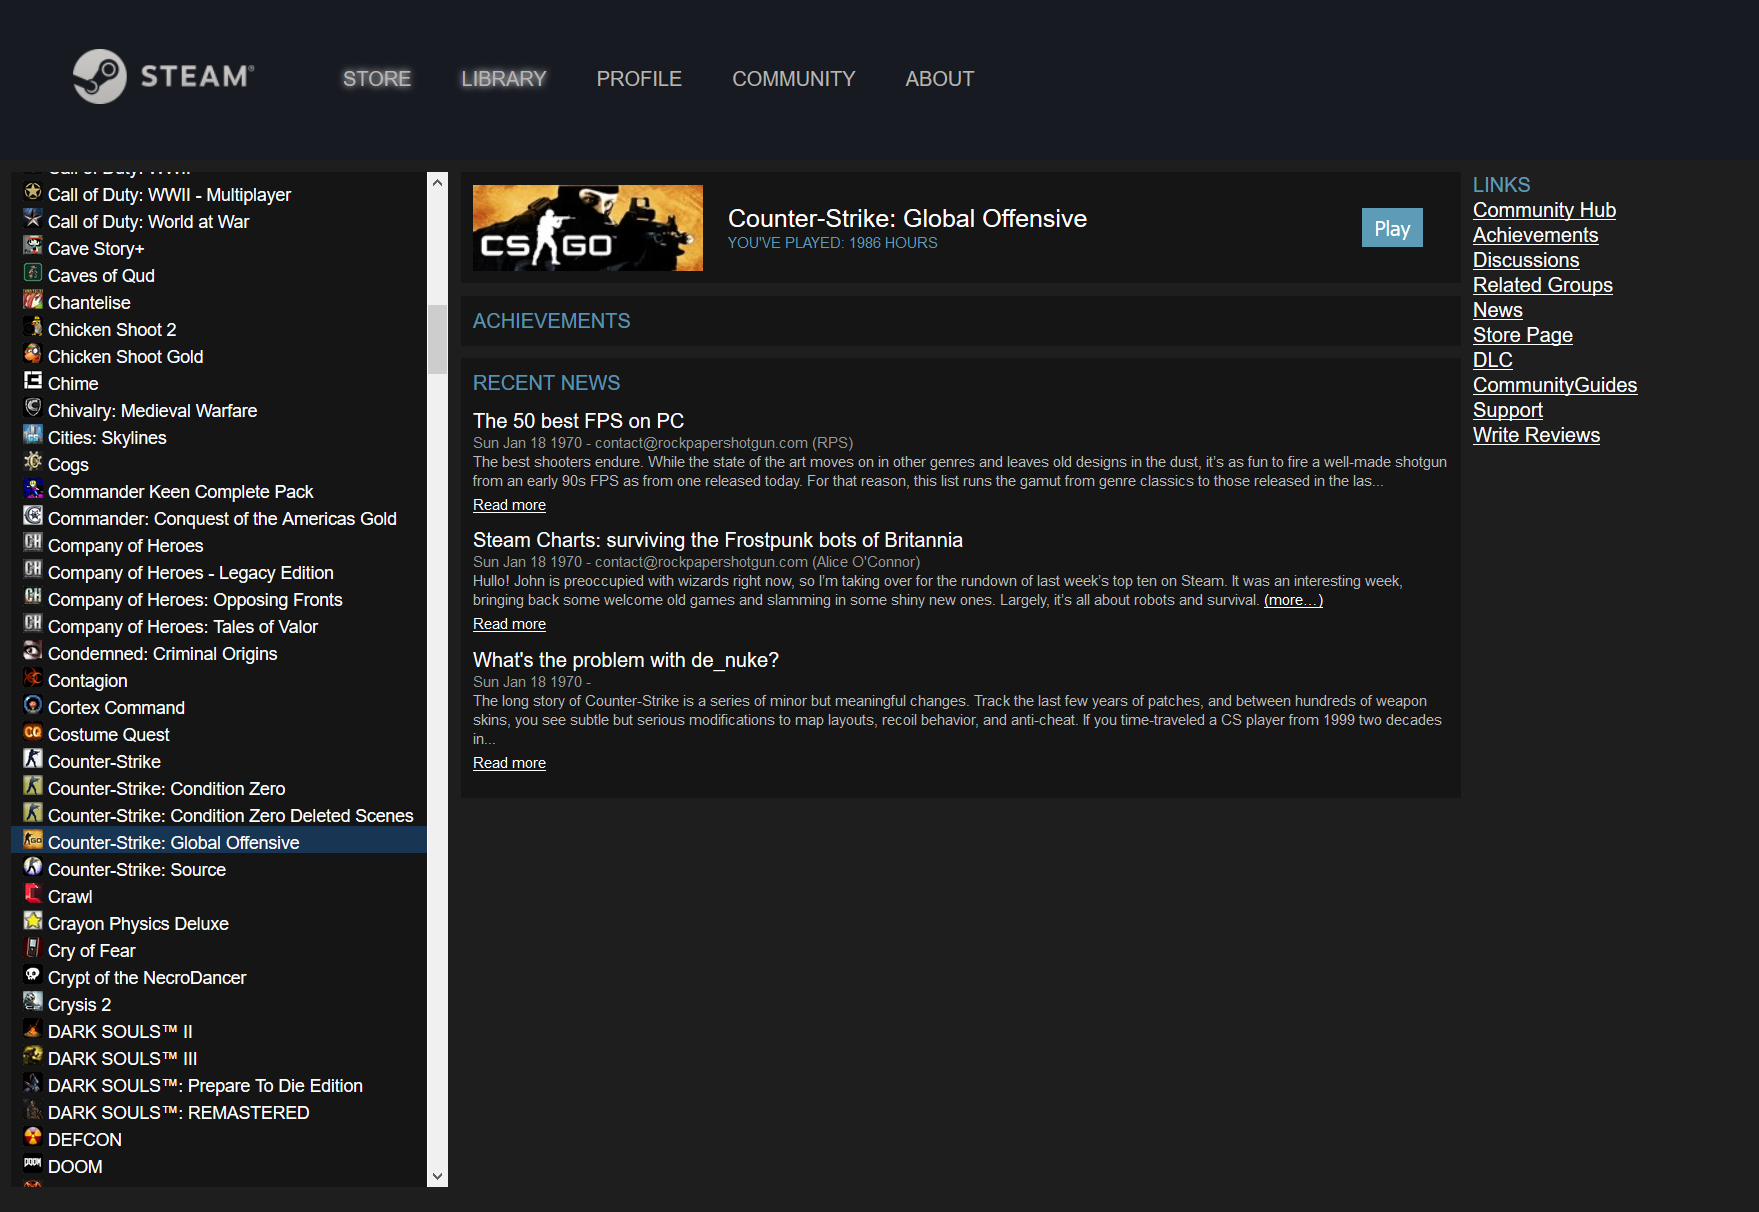 STEAM®
STORE
LIBRARY
PROFILE
COMMUNITY
ABOUT
Call of Duty: WWII
Call of Duty: WWII - Multiplayer
Call of Duty: World at War
Cave Story+
Caves of Qud
Chantelise
Chicken Shoot 2
Chicken Shoot Gold
Chime
Chivalry: Medieval Warfare
Cities: Skylines
Cogs
Commander Keen Complete Pack
Commander: Conquest of the Americas Gold
Company of Heroes
Company of Heroes - Legacy Edition
Company of Heroes: Opposing Fronts
Company of Heroes: Tales of Valor
Condemned: Criminal Origins
Contagion
Cortex Command
Costume Quest
Counter-Strike
Counter-Strike: Condition Zero
Counter-Strike: Condition Zero Deleted Scenes
Counter-Strike: Global Offensive
Counter-Strike: Source
Crawl
Crayon Physics Deluxe
Cry of Fear
Crypt of the NecroDancer
Crysis 2
DARK SOULS™ II
DARK SOULS™ III
DARK SOULS™: Prepare To Die Edition
DARK SOULS™: REMASTERED
DEFCON
DOOM
CS GO
Counter-Strike: Global Offensive
YOU'VE PLAYED: 1986 HOURS
Play
ACHIEVEMENTS
RECENT NEWS
The 50 best FPS on PC
Sun Jan 18 1970 - contact@rockpapershotgun.com (RPS)
The best shooters endure. While the state of the art moves on in other genres and leaves old designs in the dust, it’s as fun to fire a well-made shotgun
from an early 90s FPS as from one released today. For that reason, this list runs the gamut from genre classics to those released in the las...
Read more
Steam Charts: surviving the Frostpunk bots of Britannia
Sun Jan 18 1970 - contact@rockpapershotgun.com (Alice O'Connor)
Hullo! John is preoccupied with wizards right now, so I’m taking over for the rundown of last week’s top ten on Steam. It was an interesting week,
bringing back some welcome old games and slamming in some shiny new ones. Largely, it’s all about robots and survival. (more…)
Read more
What's the problem with de_nuke?
Sun Jan 18 1970 -
The long story of Counter-Strike is a series of minor but meaningful changes. Track the last few years of patches, and between hundreds of weapon
skins, you see subtle but serious modifications to map layouts, recoil behavior, and anti-cheat. If you time-traveled a CS player from 1999 two decades
in...
Read more
LINKS
Community Hub
Achievements
Discussions
Related Groups
News
Store Page
DLC
CommunityGuides
Support
Write Reviews